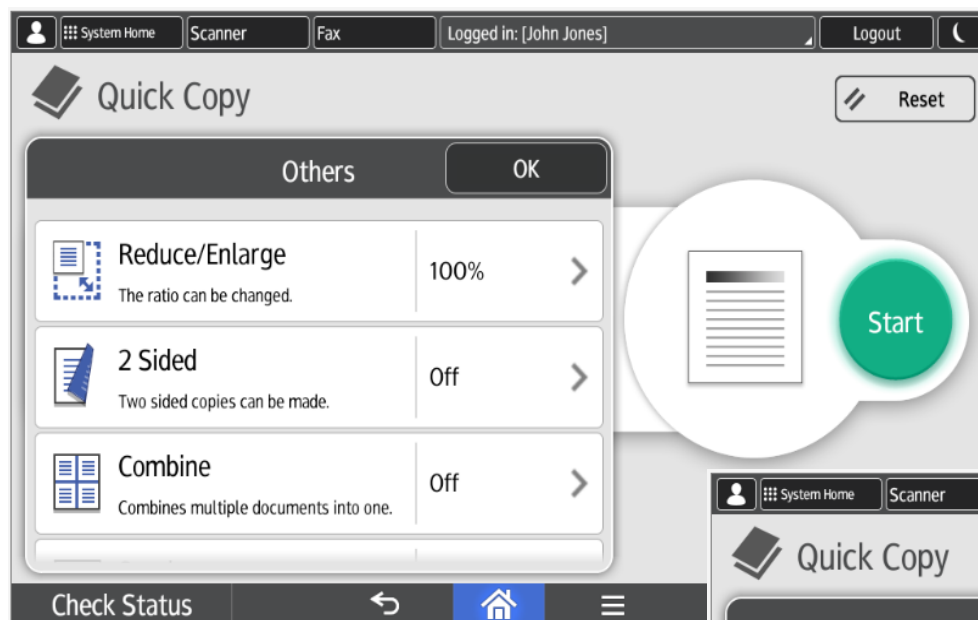 System Home Scanner Fax Logged in: [John Jones] Logout
Quick Copy
Reset
Others OK
Reduce/Enlarge
The ratio can be changed.
100%
2 Sided
Two sided copies can be made.
Off
Start
Combine
Combines multiple documents into one.
Off
Check Status
System Home Scanner
Quick Copy